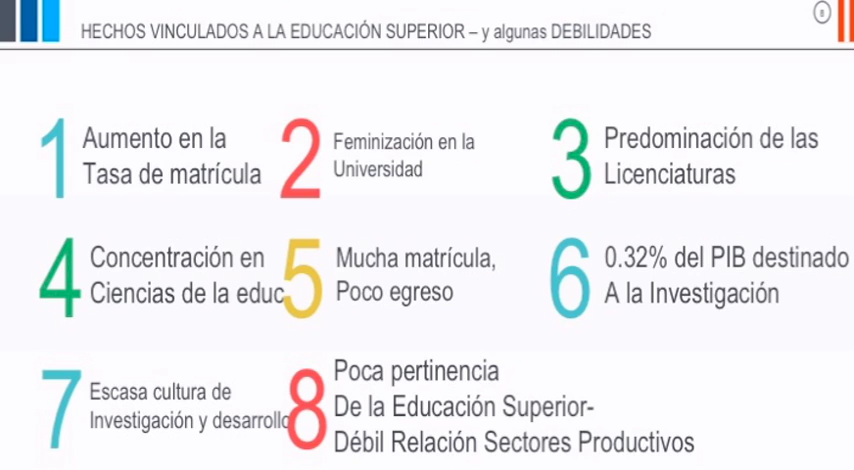 HECHOS VINCULADOS A LA EDUCACIÓN SUPERIOR – y algunas DEBILIDADES
8
1 Aumento en la
Tasa de matrícula
2 Feminización en la
Universidad
3 Predominación de las
Licenciaturas
4 Concentración en
Ciencias de la educ
5 Mucha matrícula,
Poco egreso
6 0.32% del PIB destinado
A la Investigación
7 Escasa cultura de
Investigación y desarrollo
8 Poca pertinencia
De la Educación Superior-
Débil Relación Sectores Productivos